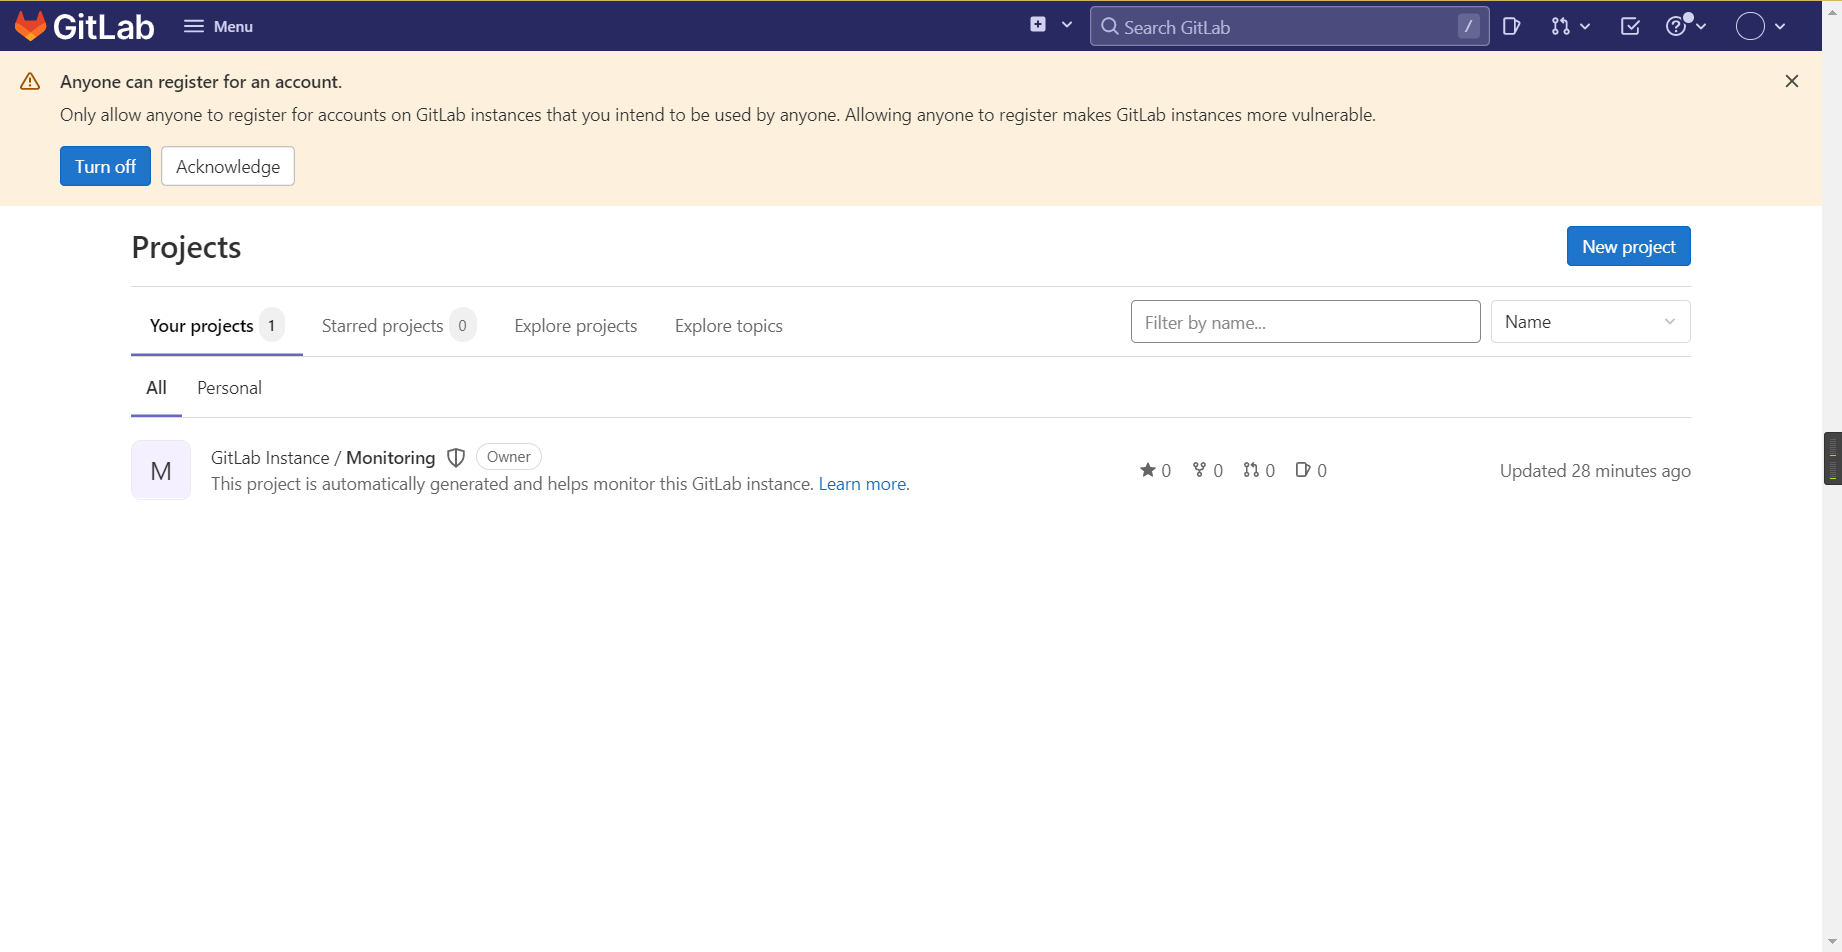 GitLab Menu Search GitLab /
Anyone can register for an account.
Only allow anyone to register for accounts on GitLab instances that you intend to be used by anyone. Allowing anyone to register makes GitLab instances more vulnerable.
Turn off Acknowledge
Projects New project
Your projects 1 Starred projects 0 Explore projects Explore topics Filter by name... Name
All Personal
M
GitLab Instance / Monitoring Owner
This project is automatically generated and helps monitor this GitLab instance. Learn more.
0 0 0 0 Updated 28 minutes ago